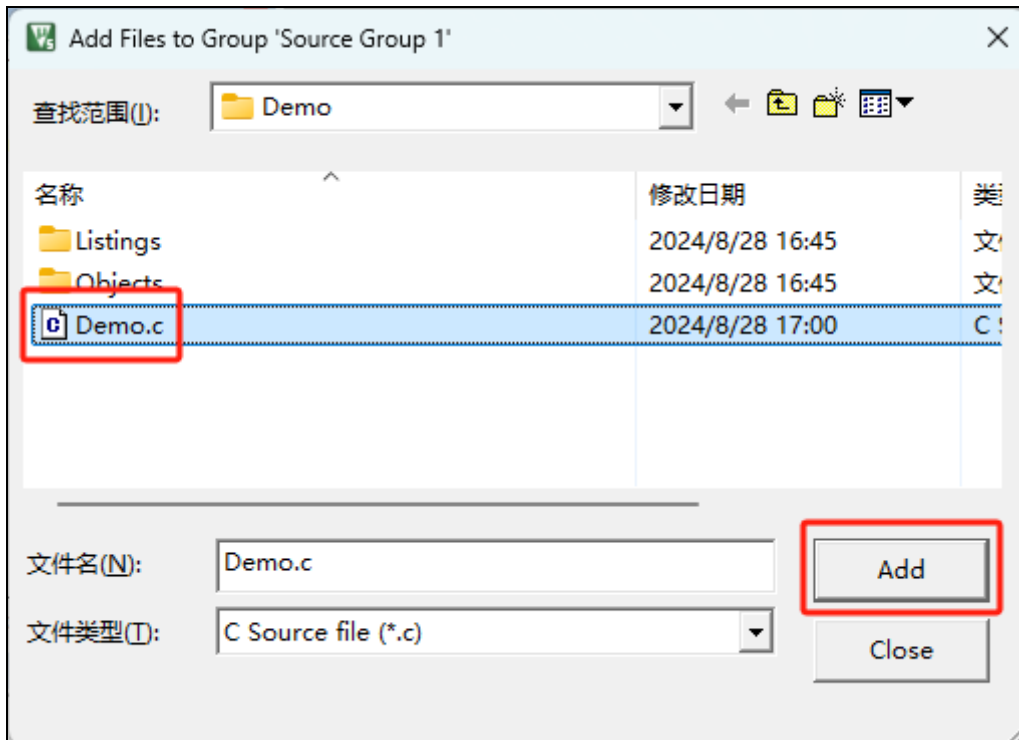 Add Files to Group 'Source Group 1'
查找范围(I): Demo
名称 修改日期
Listings 2024/8/28 16:45 文
Objects 2024/8/28 16:45 文
Demo.c 2024/8/28 17:00 C
文件名(N): Demo.c
Add
文件类型(T): C Source file (*.c)
Close